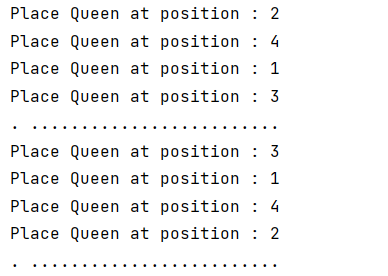 Place Queen at position : 2
Place Queen at position : 4
Place Queen at position : 1
Place Queen at position : 3
. .........................
Place Queen at position : 3
Place Queen at position : 1
Place Queen at position : 4
Place Queen at position : 2
. .........................